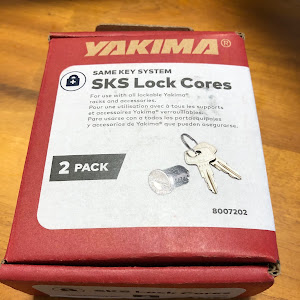 YAKIMA®
SAME KEY SYSTEM
SKS Lock Cores
For use with all lockable Yakima®
racks and accessories.
Pour une utilisation avec à tous les supports
et accessoires Yakima® verrouillables.
Para usarse con a todos los portaequipajes
y accesorios de Yakima® que pueden asegurarse.
2 PACK
8007202